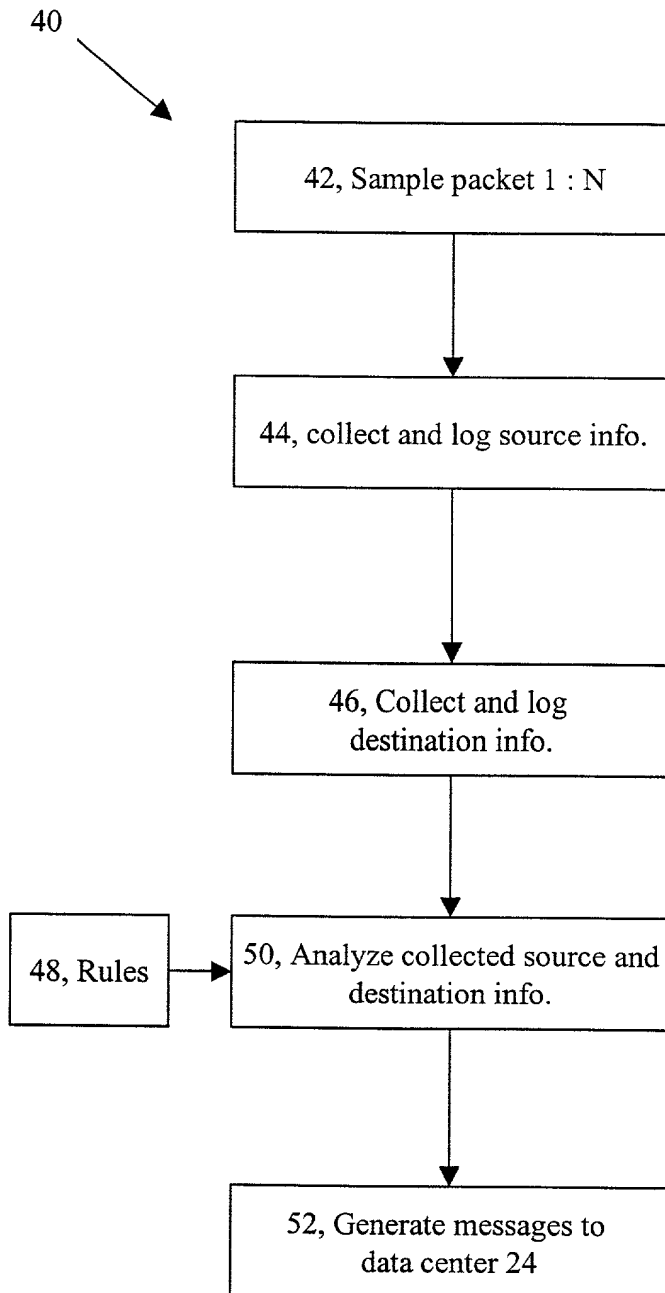 40
42, Sample packet 1 : N
44, collect and log source info.
46, Collect and log
destination info.
48, Rules
50, Analyze collected source and
destination info.
52, Generate messages to
data center 24